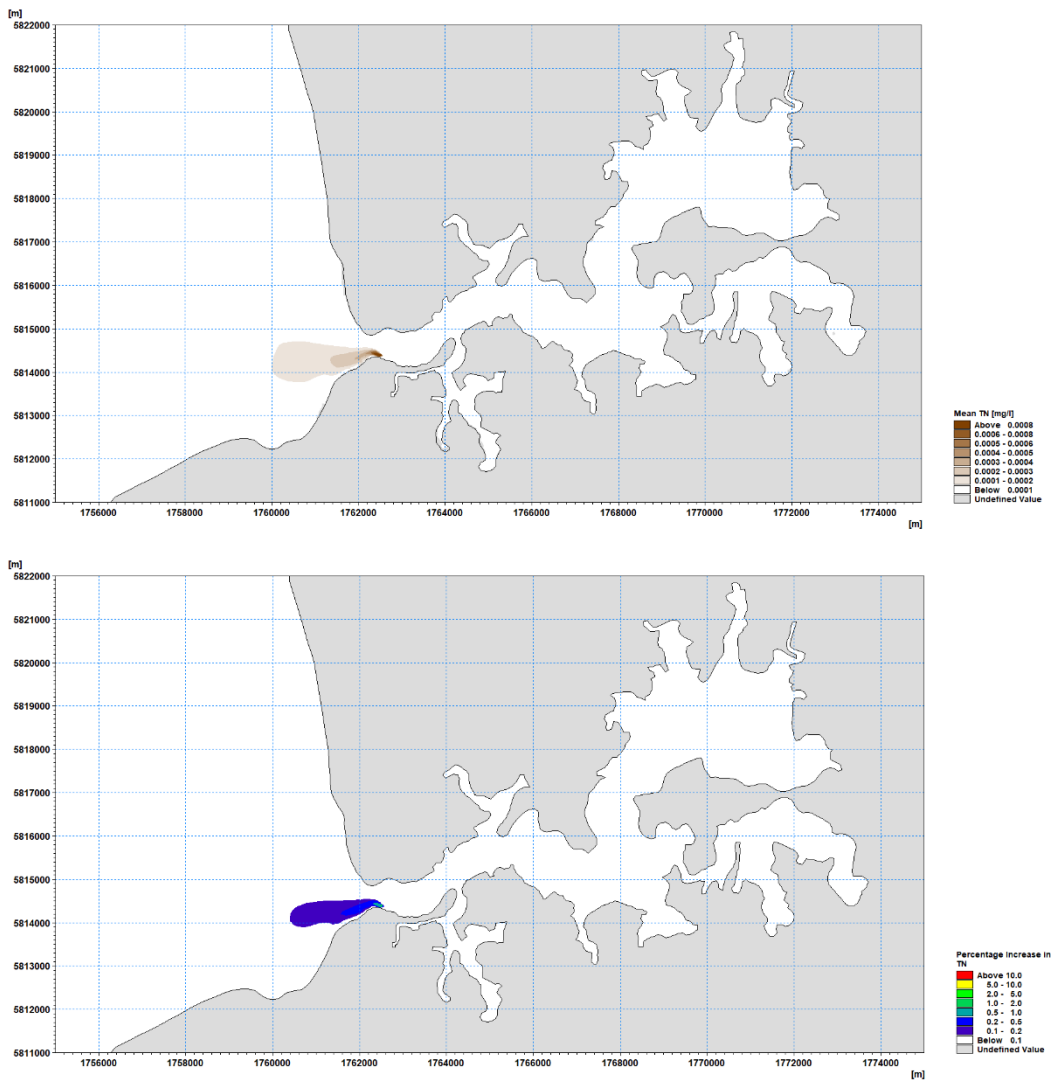 [m]
5822000
5821000
5820000
5819000
5818000
5817000
5816000
5815000
5814000
5813000
5812000
5811000
1756000 1758000 1760000 1762000 1764000 1766000 1768000 1770000 1772000 1774000
[m]
Mean TN [mg/l]
Above 0.0008
0.0006 - 0.0008
0.0005 - 0.0006
0.0004 - 0.0005
0.0003 - 0.0004
0.0002 - 0.0003
0.0001 - 0.0002
Below 0.0001
Undefined Value
[m]
5822000
5821000
5820000
5819000
5818000
5817000
5816000
5815000
5814000
5813000
5812000
5811000
1756000 1758000 1760000 1762000 1764000 1766000 1768000 1770000 1772000 1774000
[m]
Percentage Increase in
TN
Above 10.0
5.0 - 10.0
2.0 - 5.0
1.0 - 2.0
0.5 - 1.0
0.2 - 0.5
0.1 - 0.2
Below 0.1
Undefined Value